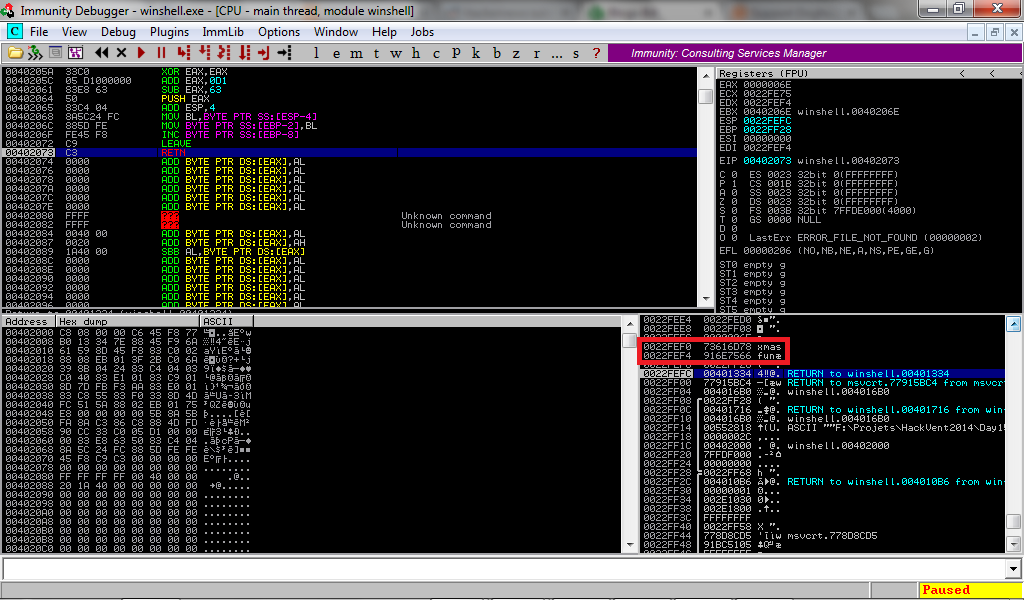 Immunity Debugger - winshell.exe - [CPU - main thread, module winshell]
C File View Debug Plugins ImmLib Options Window Help Jobs
l e m t w h c P k b z r ... s ? Immunity: Consulting Services Manager
0040205A 33C0 XOR EAX,EAX
0040205C 05 D1000000 ADD EAX,0D1
00402061 83E8 63 SUB EAX,63
00402064 50 PUSH EAX
00402065 83C4 04 ADD ESP,4
00402068 8A5C24 FC MOV BL,BYTE PTR SS:[ESP-4]
0040206C 885D FE MOV BYTE PTR SS:[EBP-2],BL
0040206F FE45 F8 INC BYTE PTR SS:[EBP-8]
00402072 C9 LEAVE
00402073 C3 RETN
00402074 0000 ADD BYTE PTR DS:[EAX],AL
00402076 0000 ADD BYTE PTR DS:[EAX],AL
00402078 0000 ADD BYTE PTR DS:[EAX],AL
0040207A 0000 ADD BYTE PTR DS:[EAX],AL
0040207C 0000 ADD BYTE PTR DS:[EAX],AL
0040207E 0000 ADD BYTE PTR DS:[EAX],AL
00402080 FFFF ??? Unknown command
00402082 FFFF ??? Unknown command
00402084 0040 00 ADD BYTE PTR DS:[EAX],AL
00402087 0020 ADD BYTE PTR DS:[EAX],AH
00402089 1A44 00 SBB AL,BYTE PTR DS:[EAX]
0040208C 0000 ADD BYTE PTR DS:[EAX],AL
0040208E 0000 ADD BYTE PTR DS:[EAX],AL
00402090 0000 ADD BYTE PTR DS:[EAX],AL
00402092 0000 ADD BYTE PTR DS:[EAX],AL
00402094 0000 ADD BYTE PTR DS:[EAX],AL
Registers (FPU) < < <
EAX 0000006E
ECX 0022FE75
EDX 0022FEF4
EBX 0040206E winshell.0040206E
ESP 0022FEFC
EBP 0022FF28
ESI 00000000
EDI 0022FEF4
EIP 00402073 winshell.00402073
C 0 ES 0023 32bit 0(FFFFFFFF)
P 1 CS 001B 32bit 0(FFFFFFFF)
A 0 SS 0023 32bit 0(FFFFFFFF)
Z 0 DS 0023 32bit 0(FFFFFFFF)
S 0 FS 003B 32bit 7FFDE000(4000)
T 0 GS 0000 NULL
D 0
O 0 LastErr ERROR_FILE_NOT_FOUND (00000002)
EFL 00000206 (NO,NB,NE,A,NS,PE,GE,G)
ST0 empty g
ST1 empty g
ST2 empty g
ST3 empty g
ST4 empty g
ST5 empty g
Address Hex dump ASCII
00402000 C8 08 00 00 C6 45 F8 77
00402008 B0 13 34 7E 88 45 F9 6A
00402010 61 59 8D 45 F8 83 C0 02
00402018 88 08 EB 01 3F 2B C0 6A
00402020 39 8B 04 24 83 C4 04 03
00402028 C0 40 83 E1 01 83 C9 01
00402030 8D 7D FB F3 AA 83 E0 01
00402038 83 C8 55 83 F0 33 8D 4D
00402040 FC 51 5A 88 02 EB 01 75
00402048 E8 00 00 00 00 5B 8A 5B
00402050 FA 8A C3 86 C8 88 4D FD
00402058 90 CC 33 C0 05 D1 00 00
00402060 00 83 E8 63 50 83 C4 04
00402068 8A 5C 24 FC 88 5D FE FE
00402070 45 F8 C9 C3 00 00 00 00
00402078 00 00 00 00 00 00 00 00 ........
00402080 FF FF FF FF 00 40 00 00
00402088 20 1A 40 00 00 00 00 00
00402090 00 00 00 00 00 00 00 00 ........
00402098 00 00 00 00 00 00 00 00 ........
004020A0 00 00 00 00 00 00 00 00 ........
004020A8 00 00 00 00 00 00 00 00 ........
004020B0 00 00 00 00 00 00 00 00 ........
004020B8 00 00 00 00 00 00 00 00 ........
004020C0 00 00 00 00 00 00 00 00 ........
0022FEE4 0022FED0
0022FEE8 0022FF08
0022FEF0 73616D78 xmas
0022FEF4 916E7566 funæ
0022FEFC 00401334 4‼@. RETURN to winshell.00401334
0022FF00 77915BC4 RETURN to msvcrt.77915BC4 from msvcr
0022FF04 004016B0 winshell.004016B0
0022FF08 0022FF28
0022FF0C 00401716 RETURN to winshell.00401716 from win
0022FF10 004016B0 winshell.004016B0
0022FF14 00552818 ASCII ""F:\Projets\HackVent2014\Day15
0022FF18 0000002C
0022FF1C 00402000 winshell.00402000
0022FF20 7FFDF000
0022FF24 00000000 ....
0022FF28 0022FF68
0022FF2C 004010B6 RETURN to winshell.004010B6 from win
0022FF30 00000001
0022FF34 002E1030
0022FF38 002E1800
0022FF3C FFFFFFFF
0022FF40 0022FF58
0022FF44 778D8CD5 msvcrt.778D8CD5
0022FF48 91BC5105
Paused